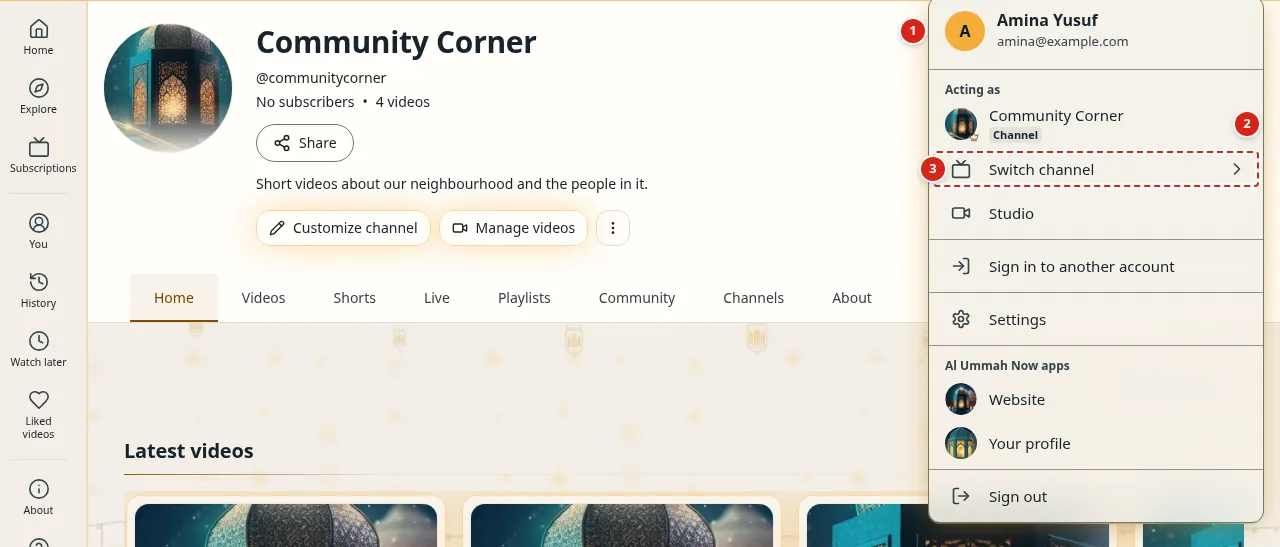 Home
Explore
Subscriptions
You
History
Watch later
Liked
videos
About
Community Corner
@communitycorner
No subscribers • 4 videos
Share
Short videos about our neighbourhood and the people in it.
Customize channel
Manage videos
Home
Videos
Shorts
Live
Playlists
Community
Channels
About
Latest videos
1
A
Amina Yusuf
amina@example.com
Acting as
Community Corner
Channel
2
3
Switch channel
Studio
Sign in to another account
Settings
Al Ummah Now apps
Website
Your profile
Sign out